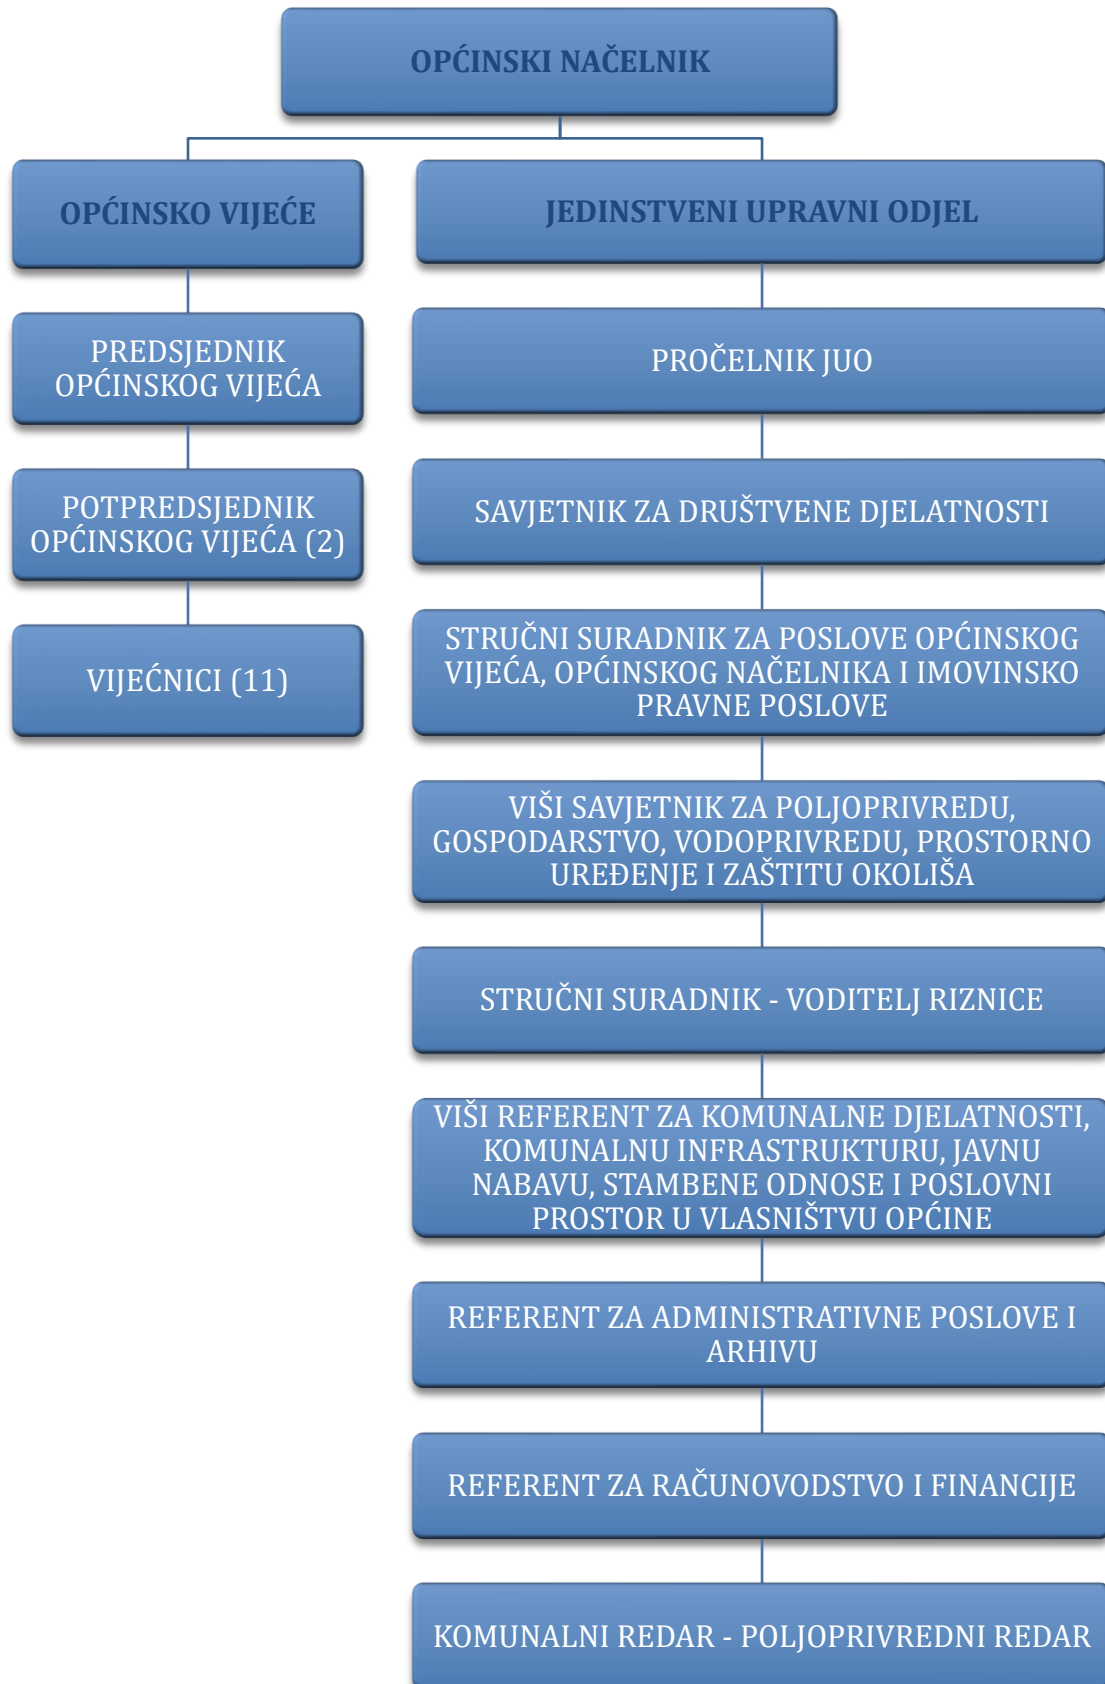 OPĆINSKI NAČELNIK
OPĆINSKO VIJEĆE
PREDSJEDNIK
OPĆINSKOG VIJEĆA
POTPREDSJEDNIK
OPĆINSKOG VIJEĆA (2)
VIJEĆNICI (11)
JEDINSTVENI UPRAVNI ODJEL
PROČELNIK JUO
SAVJETNIK ZA DRUŠTVENE DJELATNOSTI
STRUČNI SURADNIK ZA POSLOVE OPĆINSKOG
VIJEĆA, OPĆINSKOG NAČELNIKA I IMOVINSKO
PRAVNE POSLOVE
VIŠI SAVJETNIK ZA POLJOPRIVREDU,
GOSPODARSTVO, VODOPRIVREDU, PROSTORNO
UREĐENJE I ZAŠTITU OKOLIŠA
STRUČNI SURADNIK - VODITELJ RIZNICE
VIŠI REFERENT ZA KOMUNALNE DJELATNOSTI,
KOMUNALNU INFRASTRUKTURU, JAVNU
NABAVU, STAMBENE ODNOSE I POSLOVNI
PROSTOR U VLASNIŠTVU OPĆINE
REFERENT ZA ADMINISTRATIVNE POSLOVE I
ARHIVU
REFERENT ZA RAČUNOVODSTVO I FINANCIJE
KOMUNALNI REDAR - POLJOPRIVREDNI REDAR